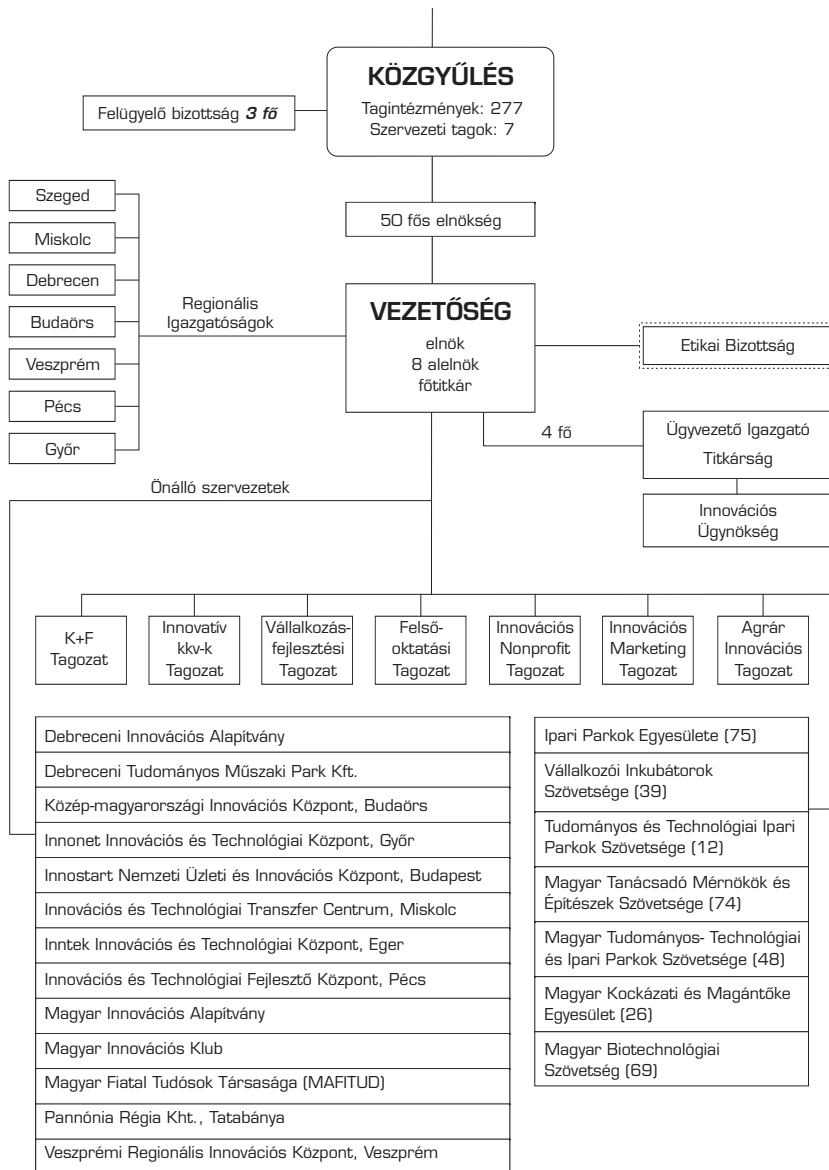 KÖZGYŰLÉS
Tagintézmények: 277
Szervezeti tagok: 7
Felügyelő bizottság 3 fő
50 fős elnökség
Szeged
Miskolc
Debrecen
Budaörs
Veszprém
Pécs
Győr
Regionális
Igazgatóságok
VEZETŐSÉG
elnök
8 alelnök
főtitkár
Etikai Bizottság
4 fő
Ügyvezető Igazgató
Titkárság
Innovációs
Ügynökség
Önálló szervezetek
K+F
Tagozat
Innovatív
kkv-k
Tagozat
Vállalkozás-
fejlesztési
Tagozat
Felső-
oktatási
Tagozat
Innovációs
Nonprofit
Tagozat
Innovációs
Marketing
Tagozat
Agrár
Innovációs
Tagozat
Debreceni Innovációs Alapítvány
Debreceni Tudományos Műszaki Park Kft.
Közép-magyarországi Innovációs Központ, Budaörs
Innonet Innovációs és Technológiai Központ, Győr
Innostart Nemzeti Üzleti és Innovációs Központ, Budapest
Innovációs és Technológiai Transzfer Centrum, Miskolc
Inntek Innovációs és Technológiai Központ, Eger
Innovációs és Technológiai Fejlesztő Központ, Pécs
Magyar Innovációs Alapítvány
Magyar Innovációs Klub
Magyar Fiatal Tudósok Társasága (MAFITUD)
Pannónia Régia Kht., Tatabánya
Veszprémi Regionális Innovációs Központ, Veszprém
Ipari Parkok Egyesülete (75)
Vállalkozói Inkubátorok
Szövetsége (39)
Tudományos és Technológiai Ipari
Parkok Szövetsége (12)
Magyar Tanácsadó Mérnökök és
Építészek Szövetsége (74)
Magyar Tudományos- Technológiai
és Ipari Parkok Szövetsége (48)
Magyar Kockázati és Magántőke
Egyesület (26)
Magyar Biotechnológiai
Szövetség (69)